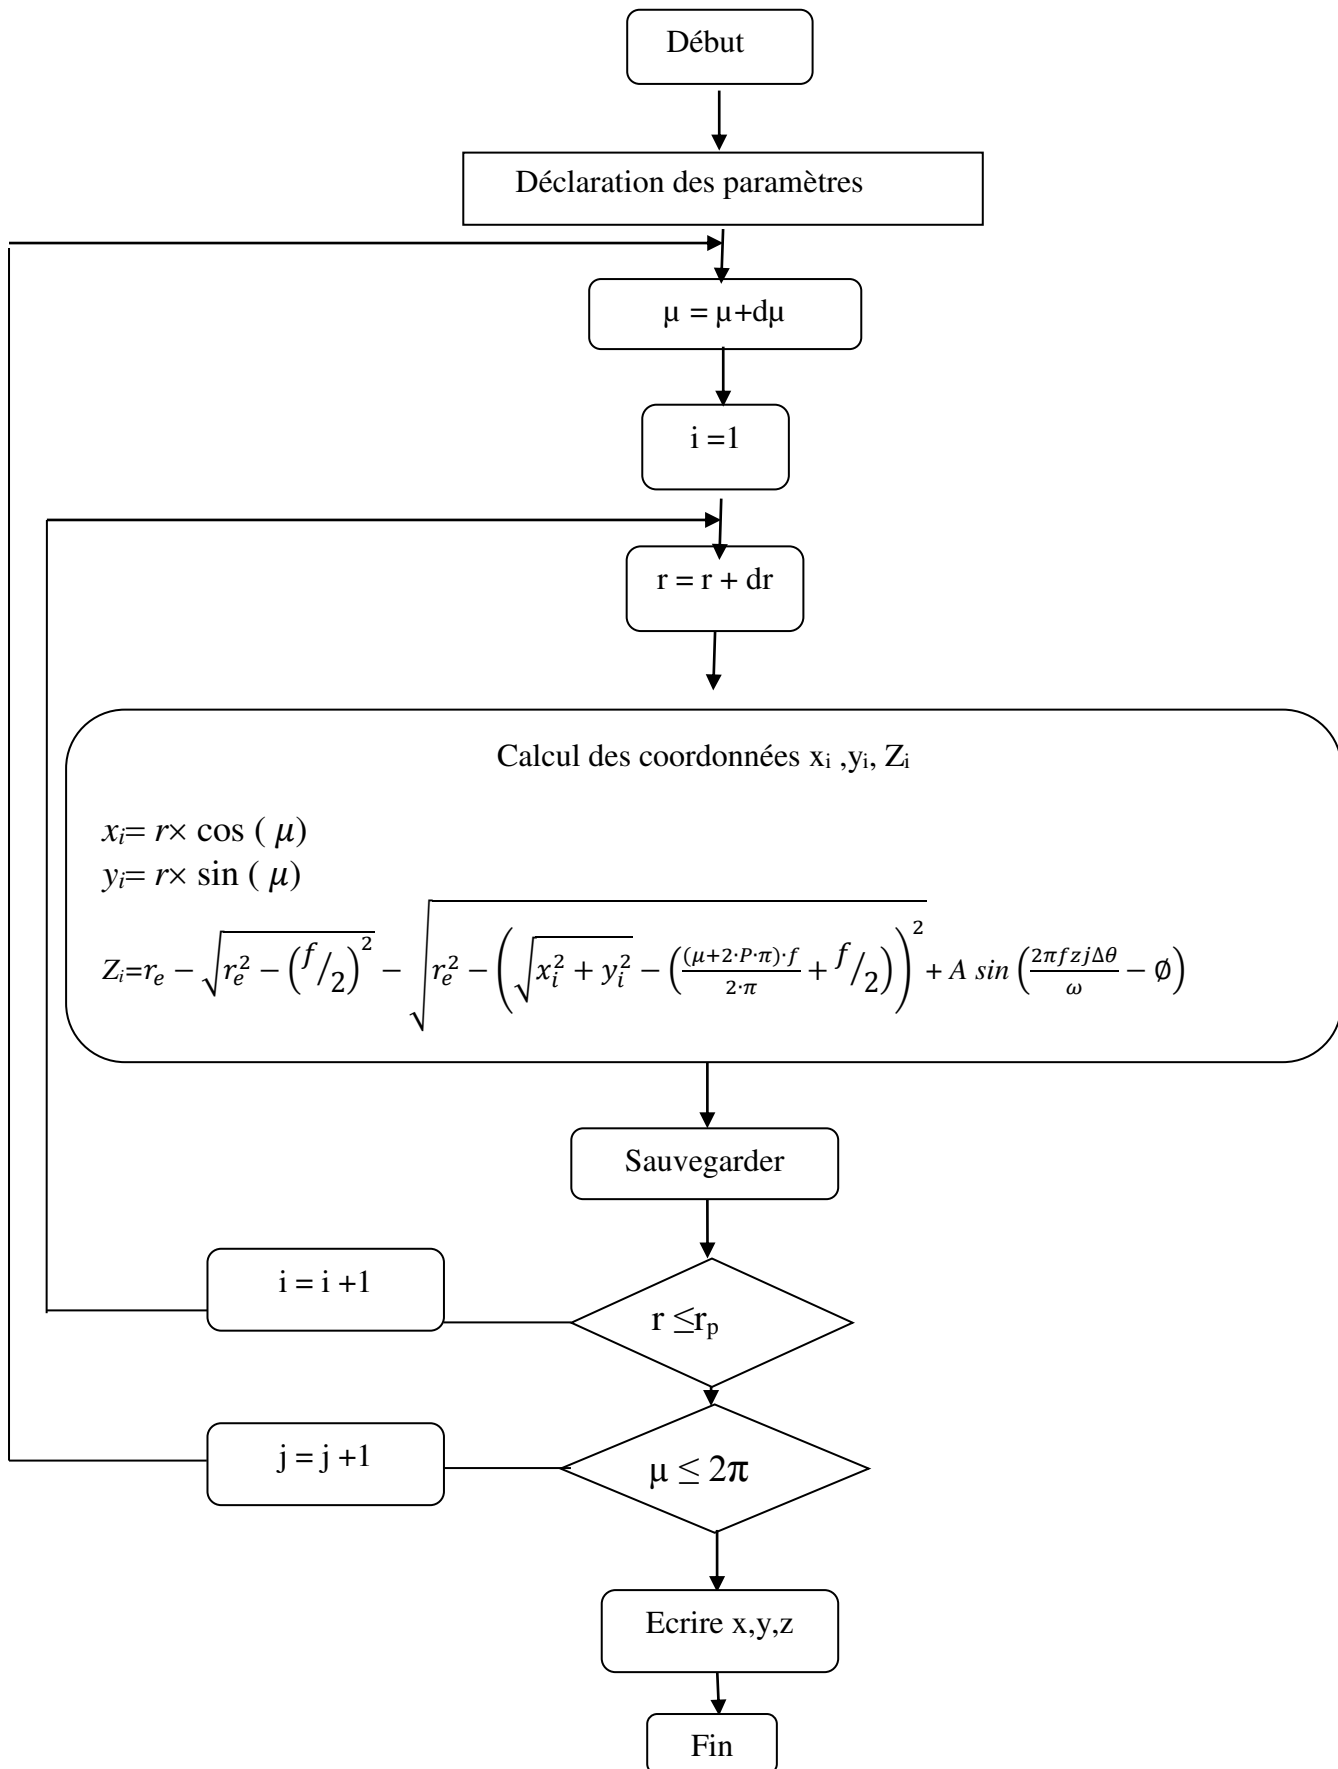 Début
Déclaration des paramètres
µ = µ+dµ
i =1
r = r + dr
Calcul des coordonnées xᵢ ,yᵢ, Zᵢ
xᵢ= r× cos ( μ)
yᵢ= r× sin ( μ)
Zᵢ=rₑ − √(rₑ² − (f/2)²) − √(rₑ² − (√(xᵢ² + yᵢ²) − ((μ+2·P·π)·f/2·π + f/2))²) + A sin (2πfzjΔθ/ω − ∅)
Sauvegarder
i = i +1
r ≤rₚ
j = j +1
µ ≤ 2π
Ecrire x,y,z
Fin